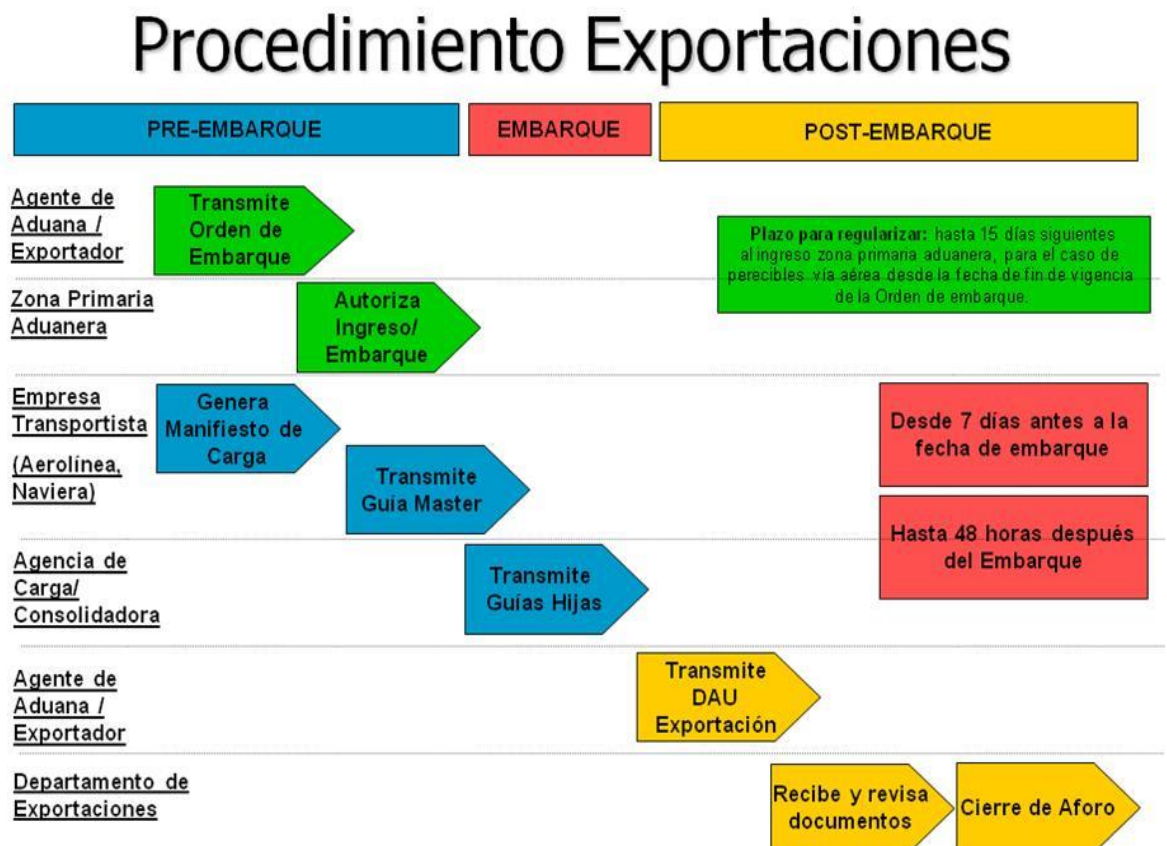 Procedimiento Exportaciones
PRE-EMBARQUE
EMBARQUE
POST-EMBARQUE
Agente de
Aduana /
Exportador
Transmite
Orden de
Embarque
Plazo para regularizar: hasta 15 días siguientes
al ingreso zona primaria aduanera, para el caso de
perecibles vía aérea desde la fecha de fin de vigencia
de la Orden de embarque.
Zona Primaria
Aduanera
Autoriza
Ingreso/
Embarque
Empresa
Transportista
(Aerolínea,
Naviera)
Genera
Manifiesto de
Carga
Transmite
Guía Master
Desde 7 días antes a la
fecha de embarque
Hasta 48 horas después
del Embarque
Agencia de
Carga/
Consolidadora
Transmite
Guías Hijas
Agente de
Aduana /
Exportador
Transmite
DAU
Exportación
Departamento de
Exportaciones
Recibe y revisa
documentos
Cierre de Aforo